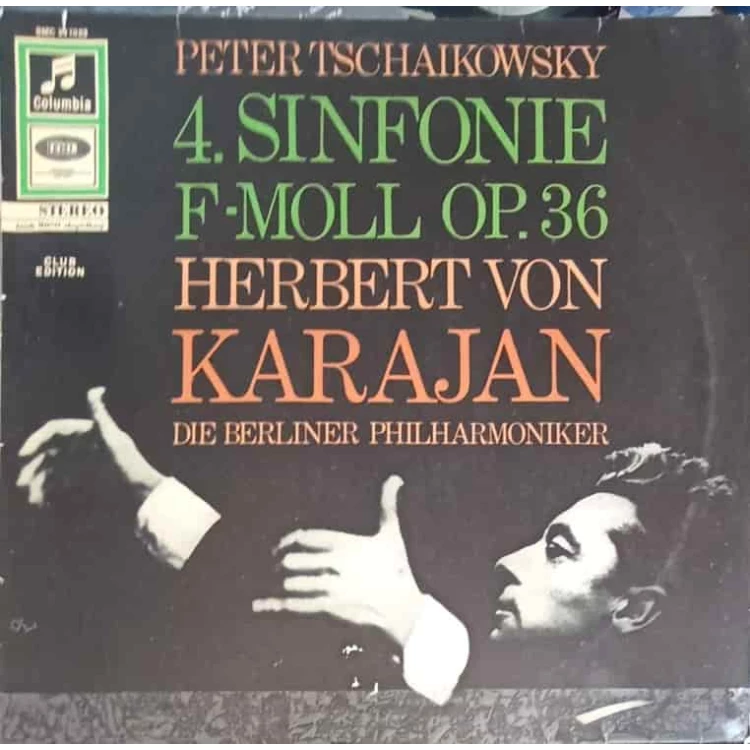 Columbia
STEREO
CLUB
EDITION
PETER TSCHAIKOWSKY
4. SINFONIE
F-MOLL OP. 36
HERBERT VON
KARAJAN
DIE BERLINER PHILHARMONIKER